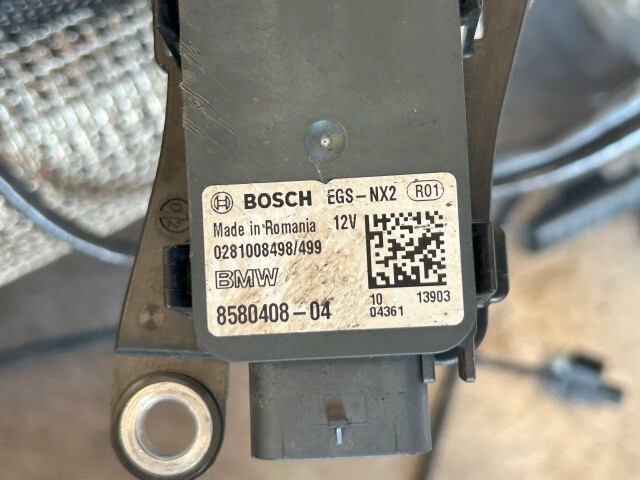 BOSCH EGS-NX2 R01
Made in Romania 12V
0281008498/499
BMW
8580408-04
10 13903
04361